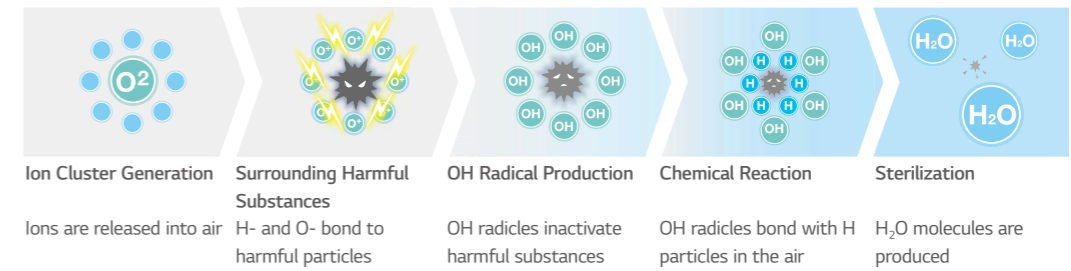 O²
O⁺ O⁺ O⁺ O⁺ O⁺ O⁺ O⁺ O⁺
OH OH OH OH OH OH OH OH
OH OH OH OH OH OH H H H H H H
H₂O H₂O H₂O
Ion Cluster Generation
Ions are released into air
Surrounding Harmful
Substances
H- and O- bond to
harmful particles
OH Radical Production
OH radicles inactivate
harmful substances
Chemical Reaction
OH radicles bond with H
particles in the air
Sterilization
H₂O molecules are
produced